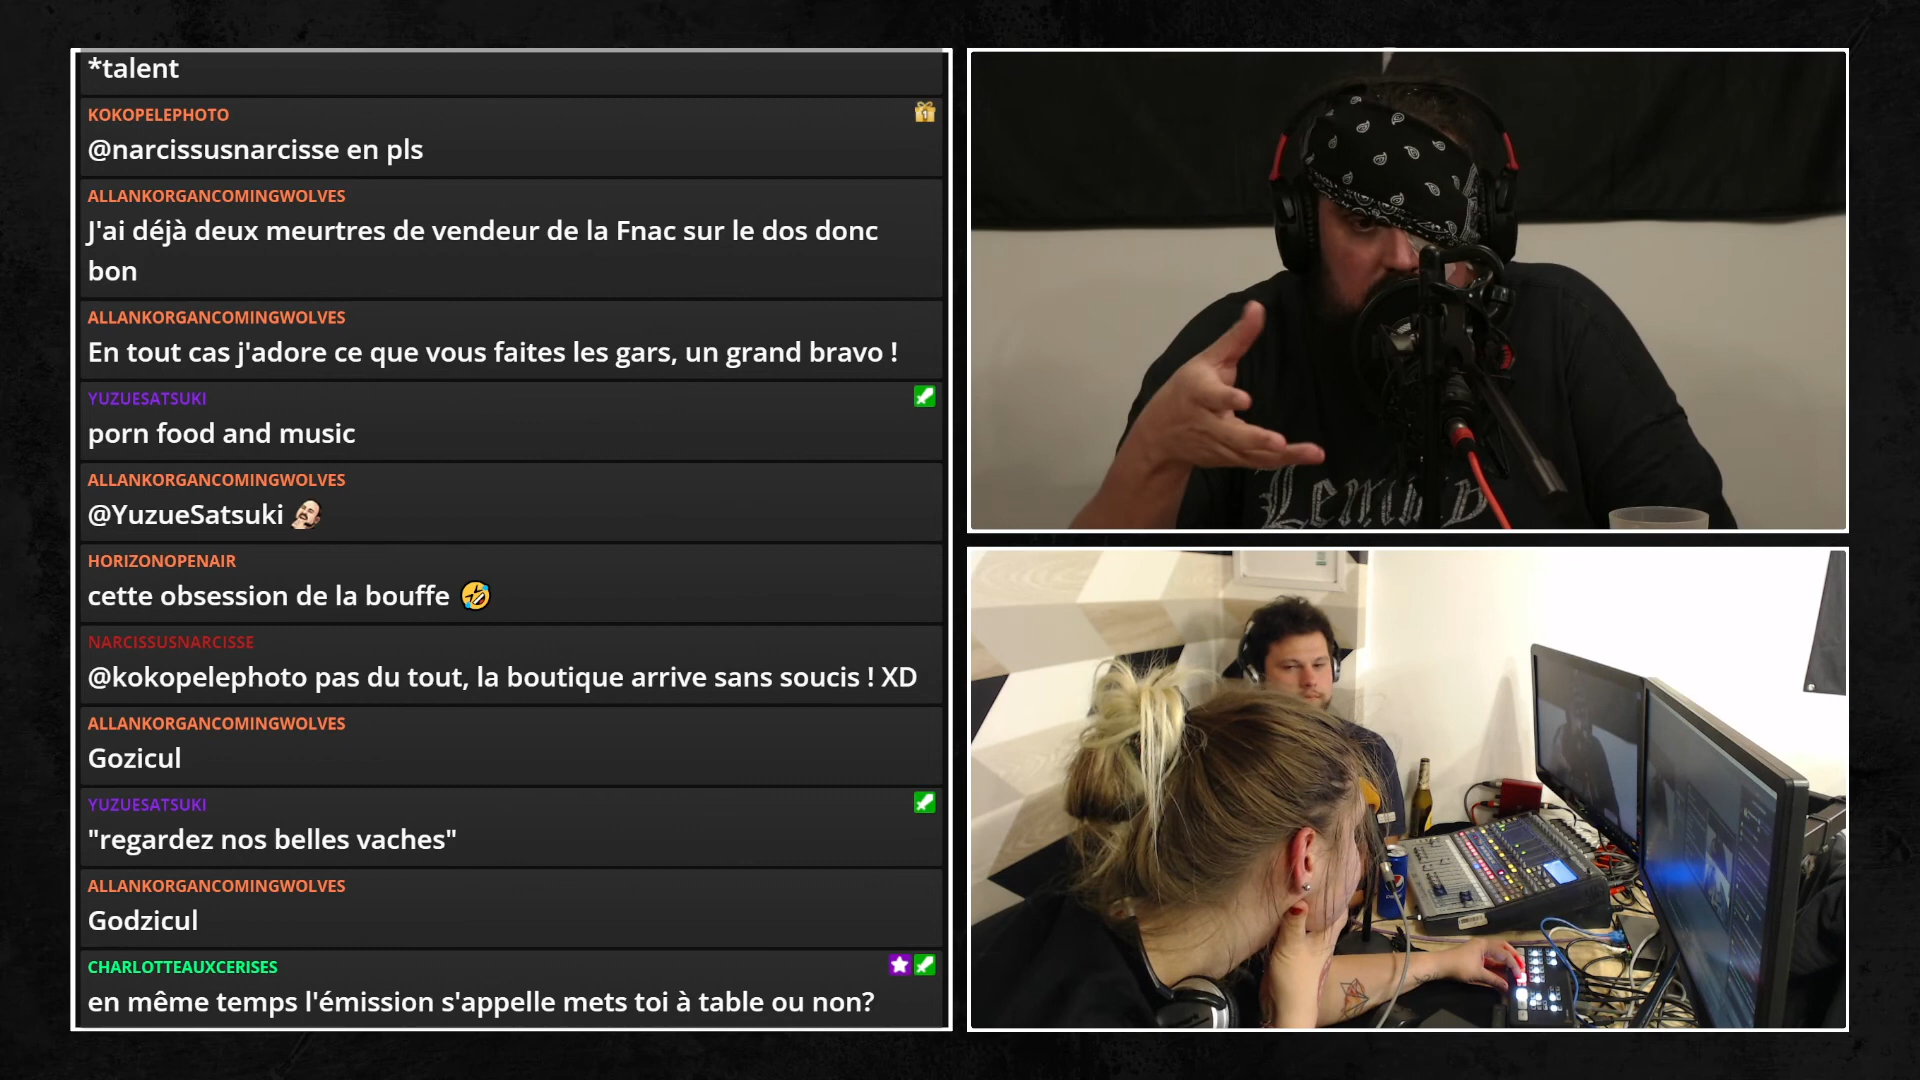 *talent
KOKOPELEPHOTO
@narcissusnarcisse en pls
ALLANKORGANCOMINGWOLVES
J'ai déjà deux meurtres de vendeur de la Fnac sur le dos donc
bon
ALLANKORGANCOMINGWOLVES
En tout cas j'adore ce que vous faites les gars, un grand bravo !
YUZUESATSUKI
porn food and music
ALLANKORGANCOMINGWOLVES
@YuzueSatsuki
HORIZONOPENAIR
cette obsession de la bouffe 🤣
NARCISSUSNARCISSE
@kokopelephoto pas du tout, la boutique arrive sans soucis ! XD
ALLANKORGANCOMINGWOLVES
Gozicul
YUZUESATSUKI
"regardez nos belles vaches"
ALLANKORGANCOMINGWOLVES
Godzicul
CHARLOTTEAUXCERISES
en même temps l'émission s'appelle mets toi à table ou non?